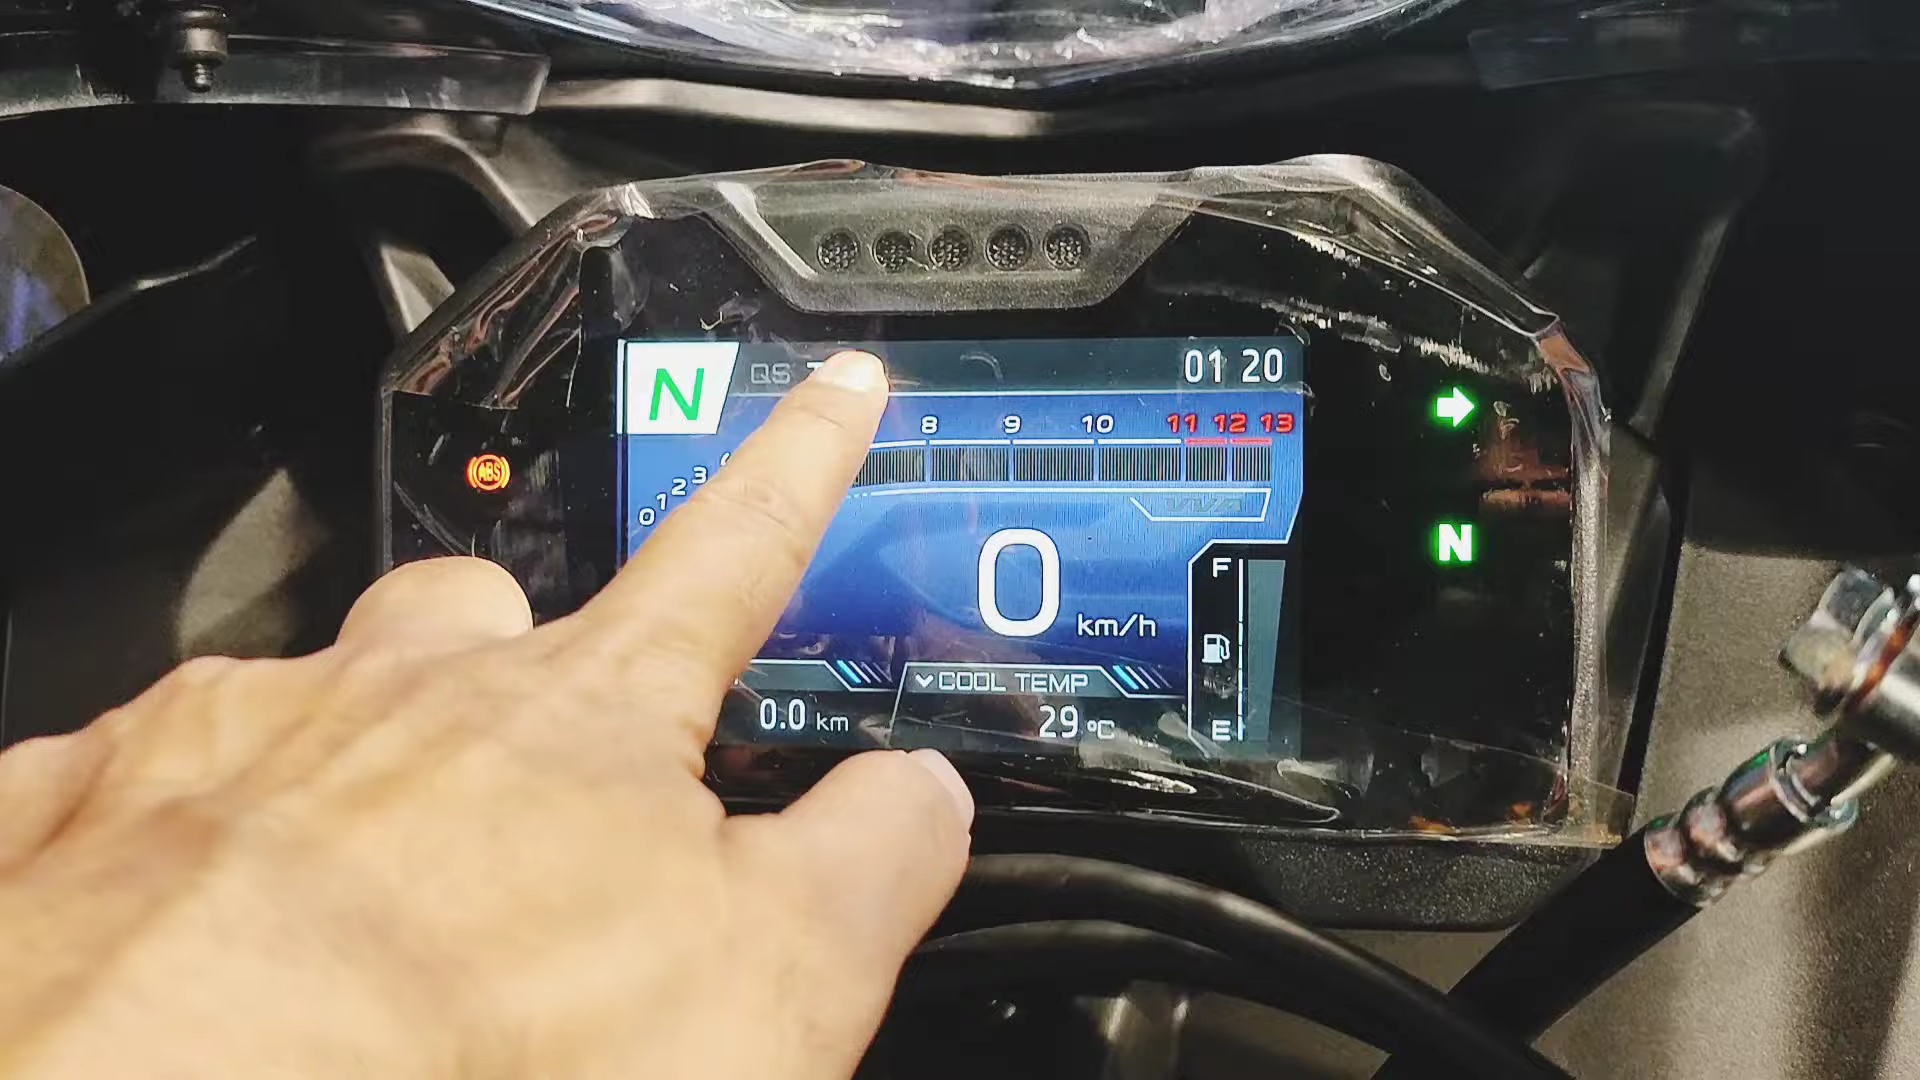 N QS 01 20
8 9 10 11 12 13
0 1 2 3
ABS
VVA
0 km/h
N
F
COOL TEMP
0.0 km
29 °C
E